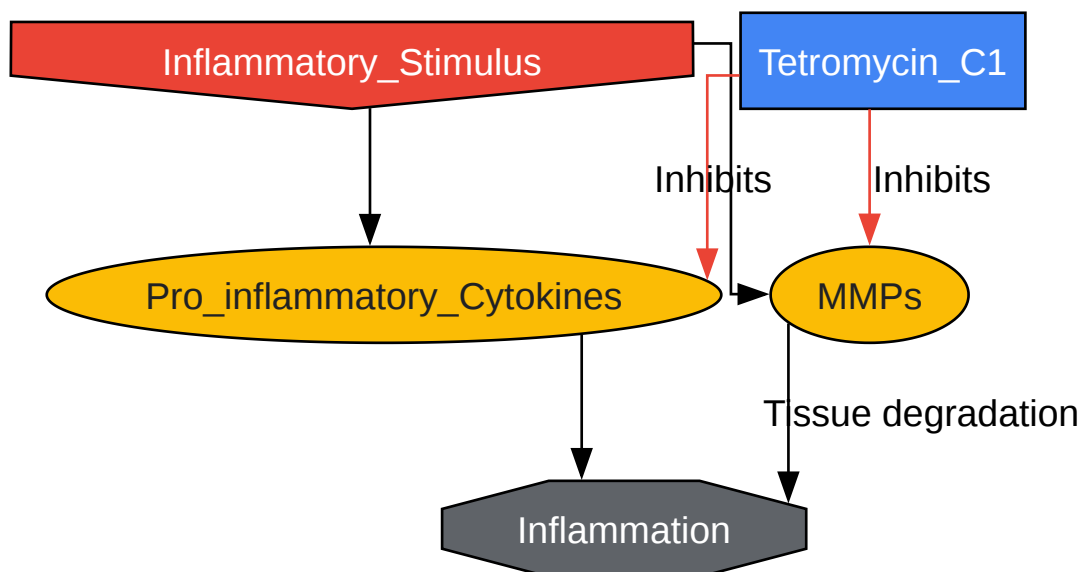 Inflammatory_Stimulus
Tetromycin_C1
Inhibits
Inhibits
Pro_inflammatory_Cytokines
MMPs
Tissue degradation
Inflammation